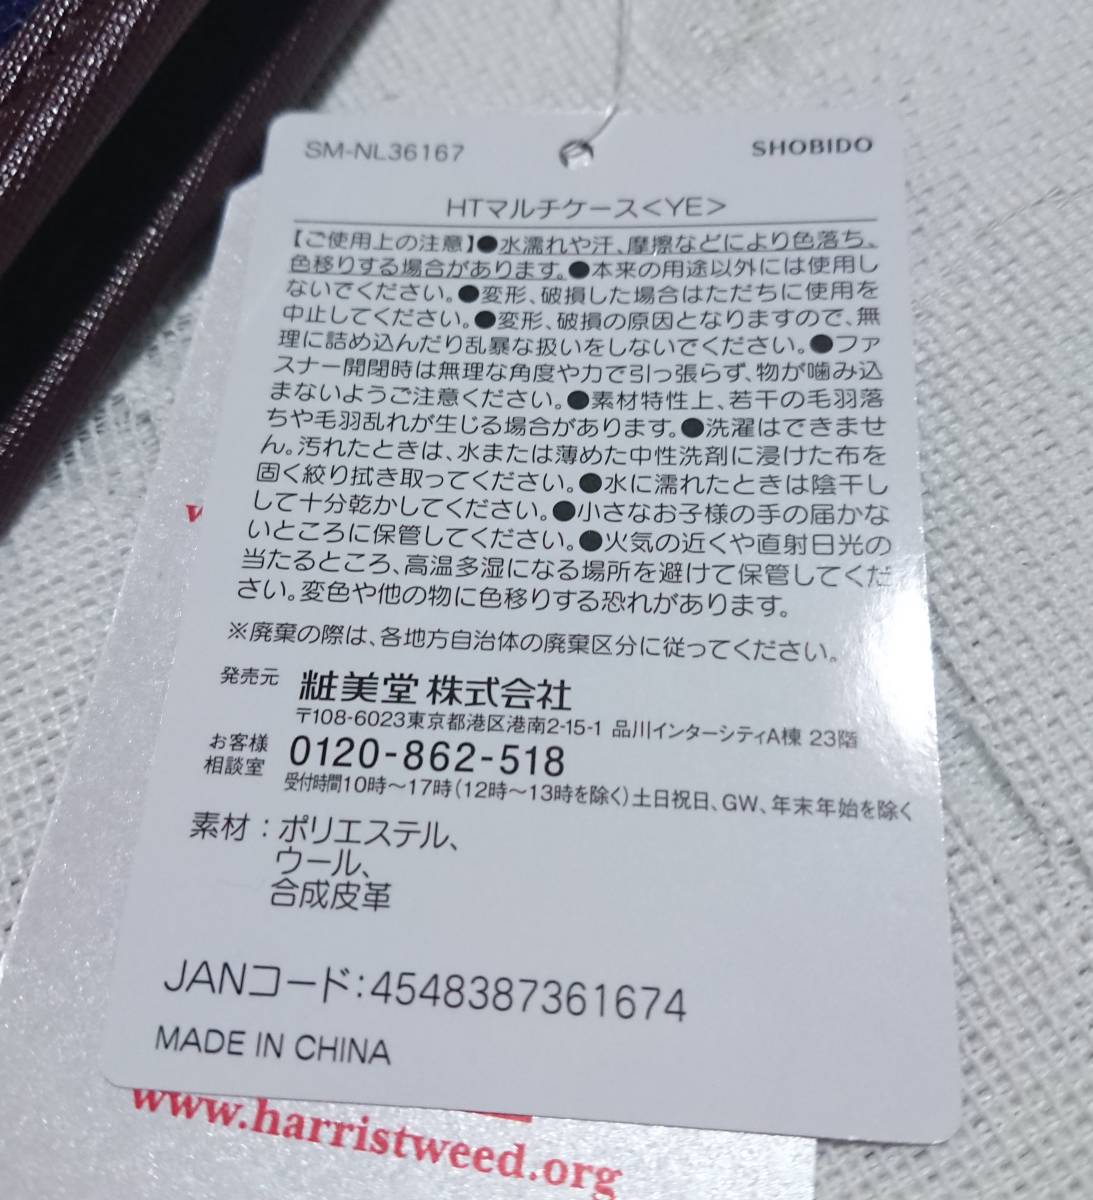 SM-NL36167
SHOBIDO
HTマルチケース<YE>
【ご使用上の注意】●水濡れや汗、摩擦などにより色落ち、
色移りする場合があります。●本来の用途以外には使用し
ないでください。●変形、破損した場合はただちに使用を
中止してください。●変形、破損の原因となりますので、無
理に詰め込んだり乱暴な扱いをしないでください。●ファ
スナー開閉時は無理な角度や力で引っ張らず、物が噛み込
まないようご注意ください。●素材特性上、若干の毛羽落
ちや毛羽乱れが生じる場合があります。●洗濯はできませ
ん。汚れたときは、水または薄めた中性洗剤に浸けた布を
固く絞り拭き取ってください。●水に濡れたときは陰干し
して十分乾かしてください。●小さなお子様の手の届かな
いところに保管してください。●火気の近くや直射日光の
当たるところ、高温多湿になる場所を避けて保管してくだ
さい。変色や他の物に色移りする恐れがあります。
※廃棄の際は、各地方自治体の廃棄区分に従ってください。
発売元 粧美堂 株式会社
〒108-6023東京都港区港南2-15-1 品川インターシティA棟 23階
お客様
相談室 0120-862-518
受付時間10時〜17時(12時〜13時を除く)土日祝日、GW、年末年始を除く
素材：ポリエステル、
ウール、
合成皮革
JANコード:4548387361674
MADE IN CHINA
www.harristweed.org